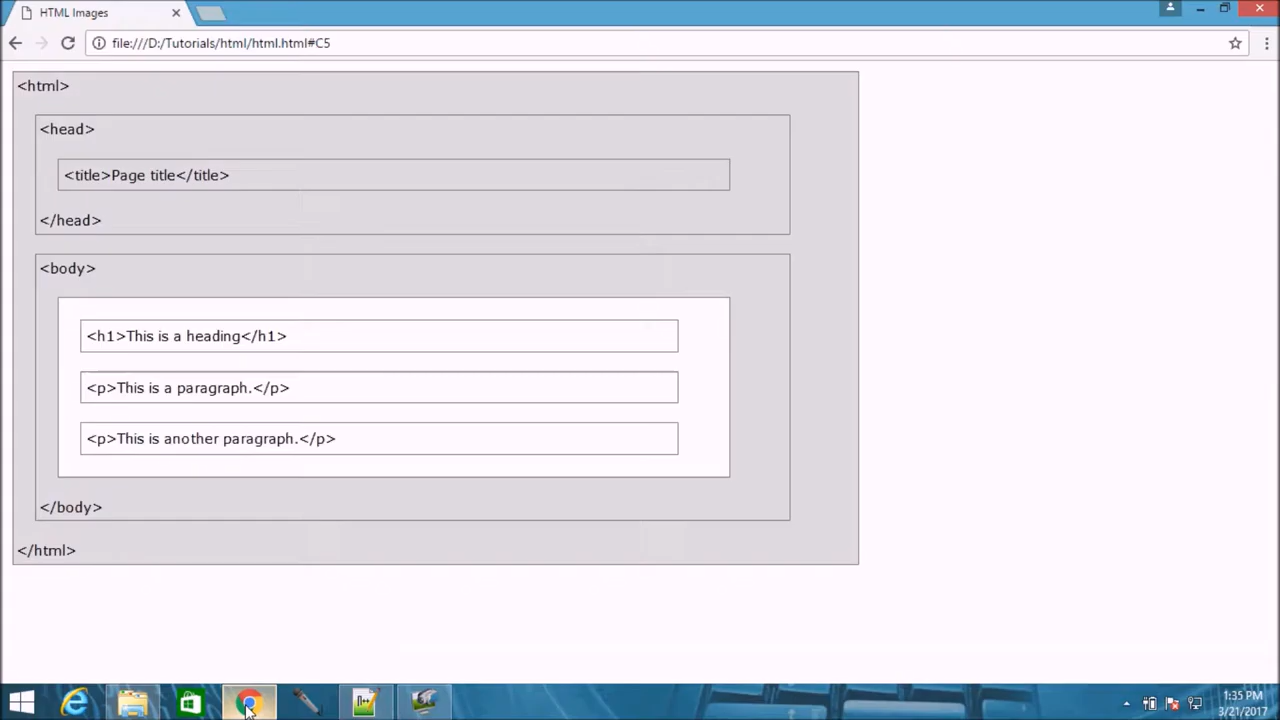 HTML Images
file:///D:/Tutorials/html/html.html#C5
<html>
<head>
<title>Page title</title>
</head>
<body>
<h1>This is a heading</h1>
<p>This is a paragraph.</p>
<p>This is another paragraph.</p>
</body>
</html>
1:35 PM
3/21/2017